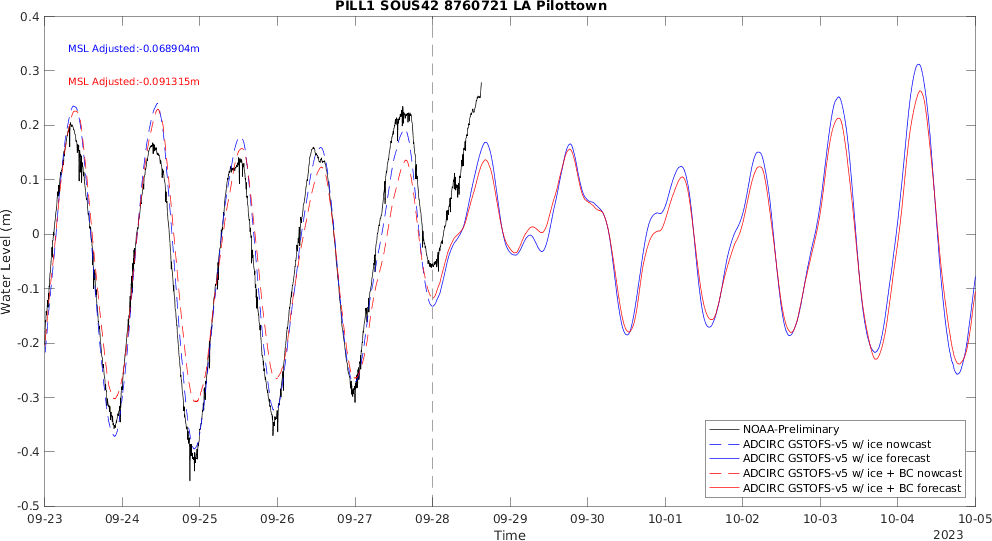 PILL1 SOUS42 8760721 LA Pilottown
0.4
0.3
0.2
0.1
0
-0.1
-0.2
-0.3
-0.4
-0.5
Water Level (m)
MSL Adjusted:-0.068904m
MSL Adjusted:-0.091315m
NOAA-Preliminary
ADCIRC GSTOFS-v5 w/ ice nowcast
ADCIRC GSTOFS-v5 w/ ice forecast
ADCIRC GSTOFS-v5 w/ ice + BC nowcast
ADCIRC GSTOFS-v5 w/ ice + BC forecast
09-23 09-24 09-25 09-26 09-27 09-28 09-29 09-30 10-01 10-02 10-03 10-04 10-05
Time
2023